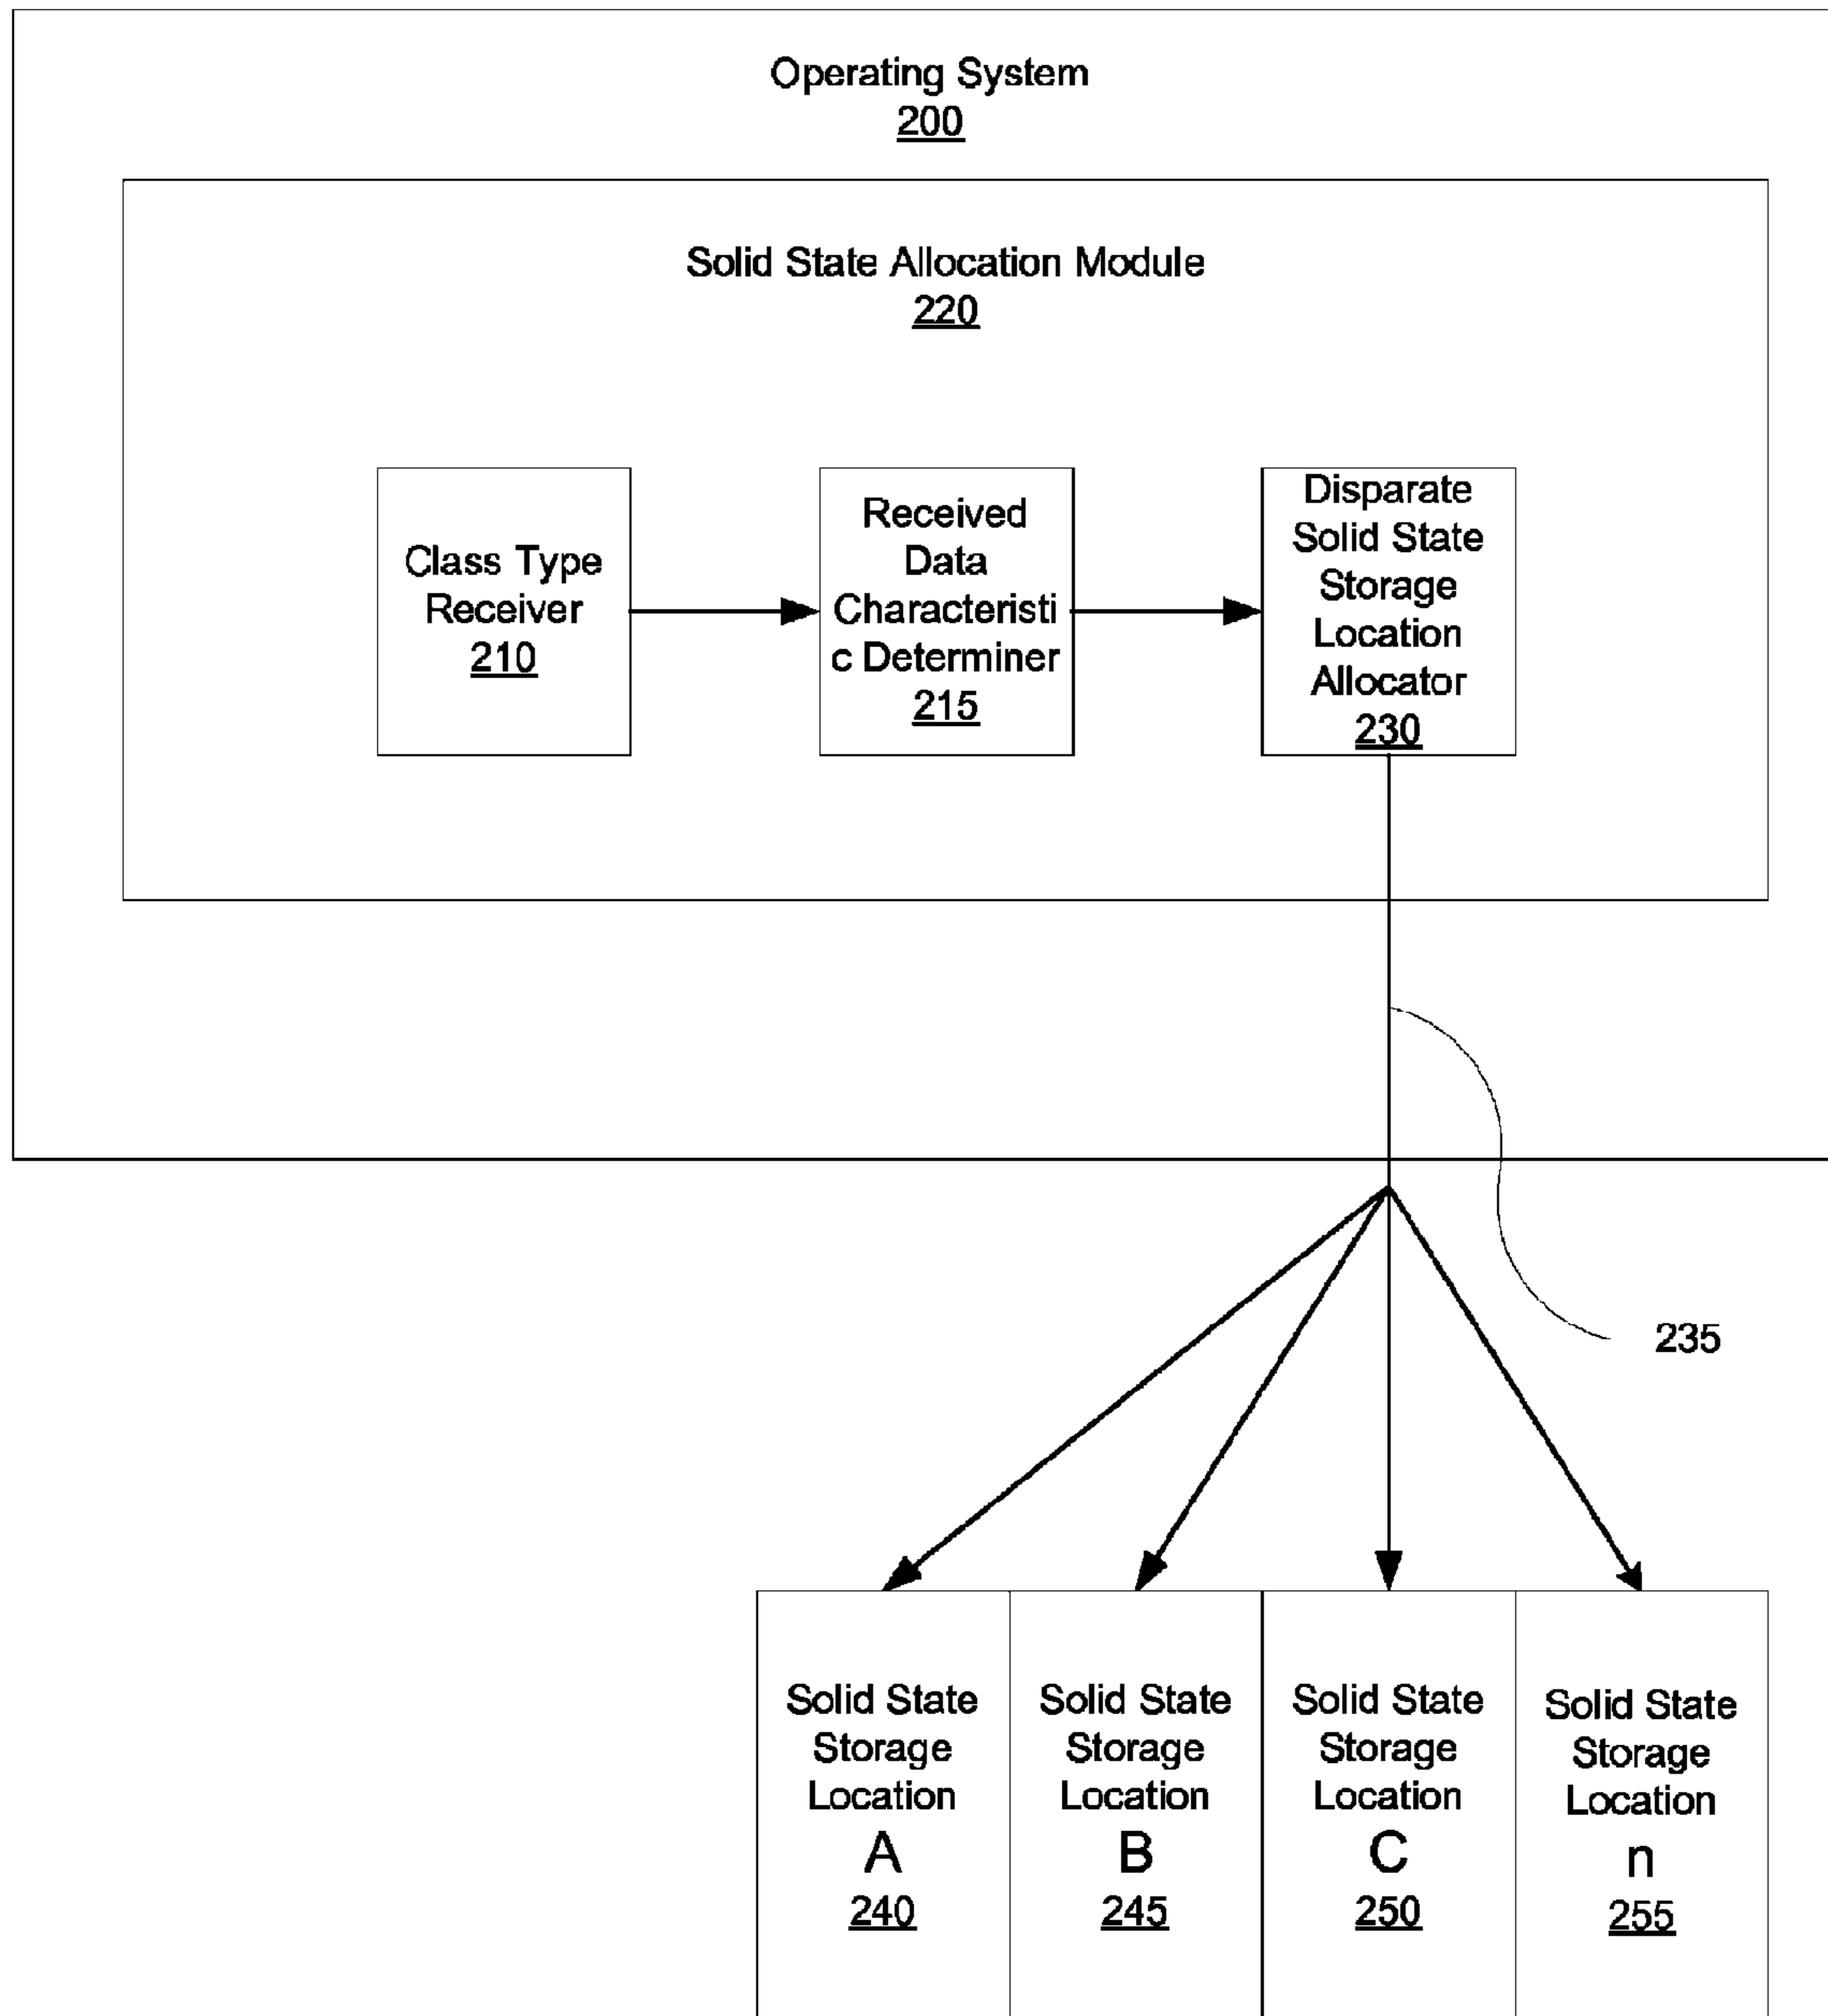 Operating System
200
Solid State Allocation Module
220
Class Type
Receiver
210
Received
Data
Characteristi
c Determiner
215
Disparate
Solid State
Storage
Location
Allocator
230
235
Solid State
Storage
Location
A
240
Solid State
Storage
Location
B
245
Solid State
Storage
Location
C
250
Solid State
Storage
Location
n
255